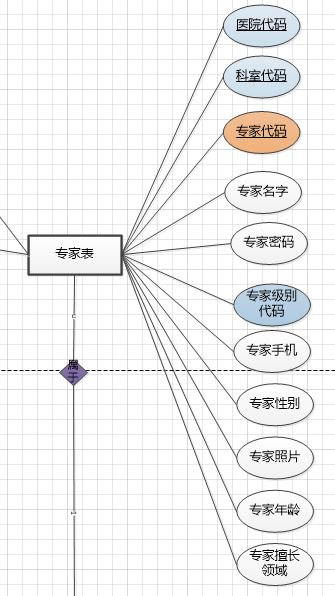 医院代码
科室代码
专家代码
专家名字
专家表
专家密码
专家级别
代码
专家手机
属
于
专家性别
专家照片
专家年龄
专家擅长
领域